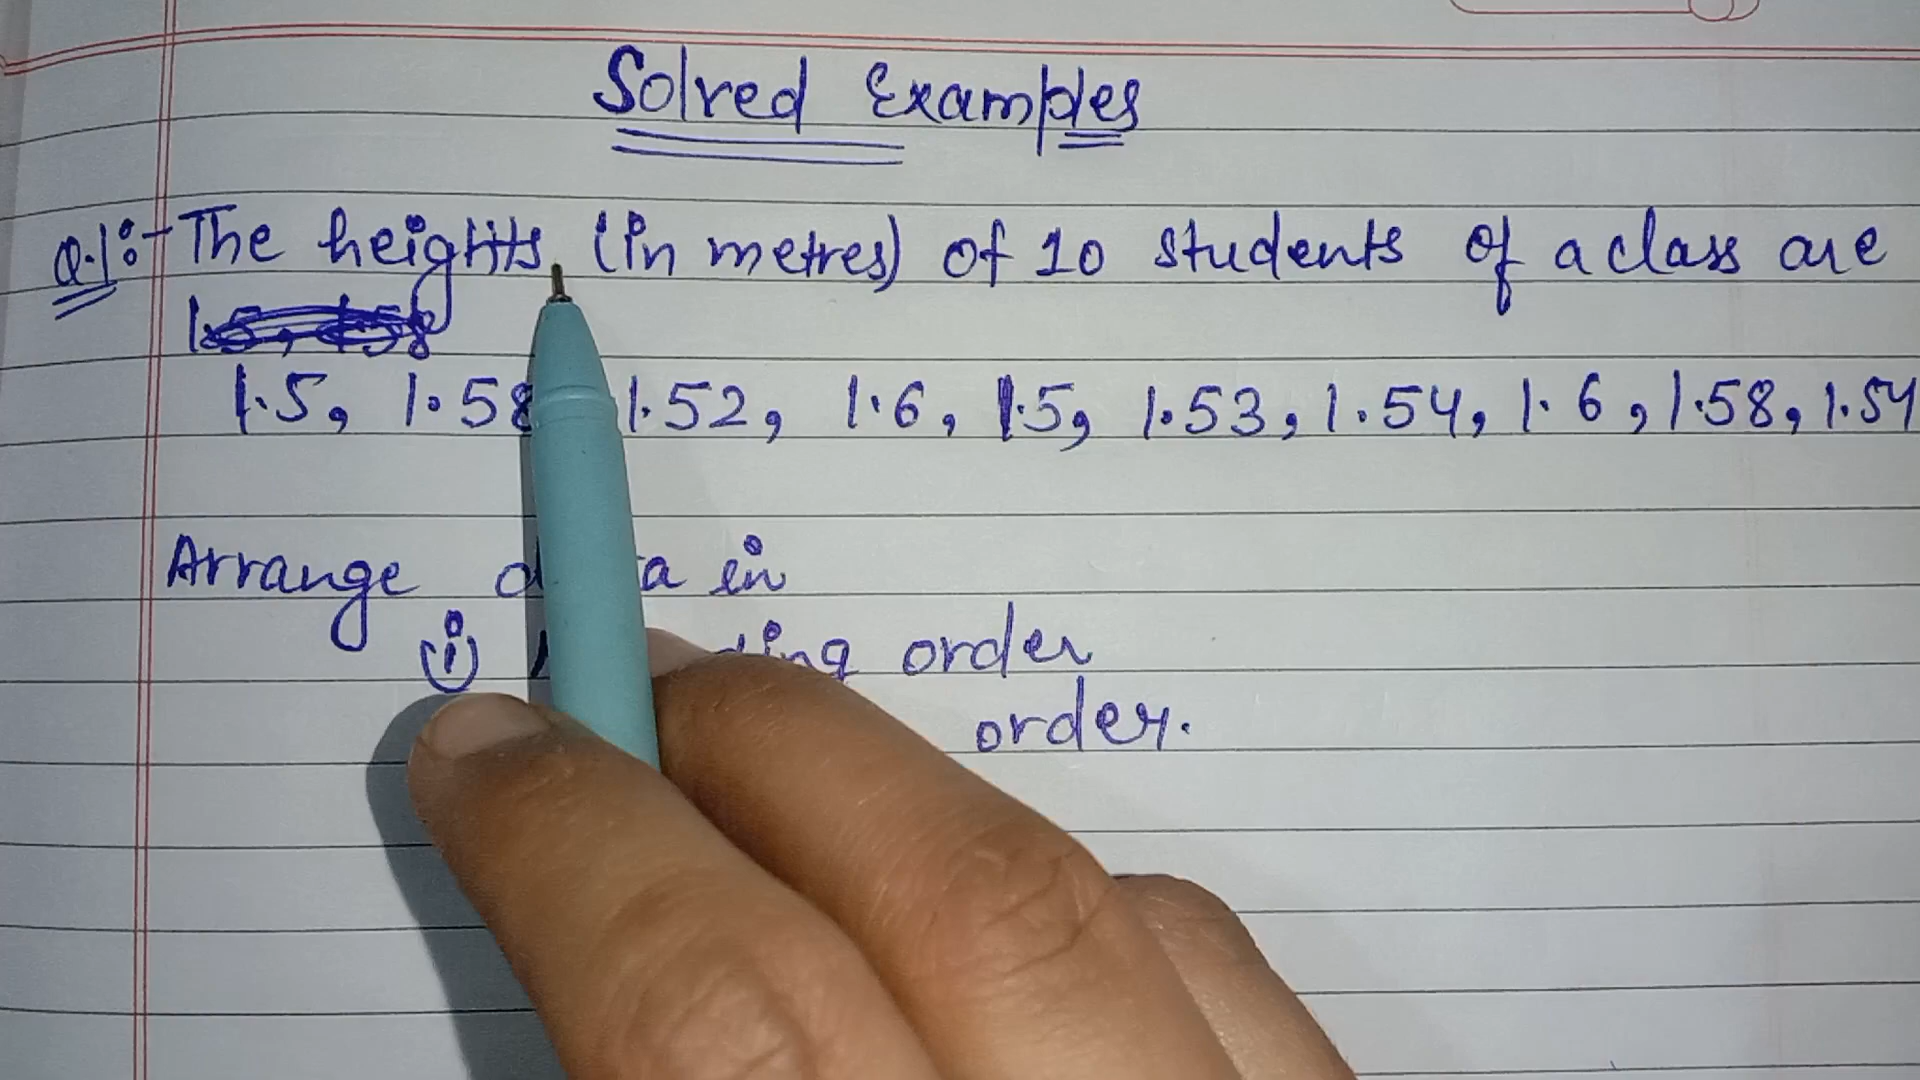 Solved Examples
Q.1:- The heights (in metres) of 10 students of a class are
1.5, 1.58 1.52, 1.6, 1.5, 1.53, 1.54, 1.6, 1.58, 1.54
Arrange in
(i) order
order.